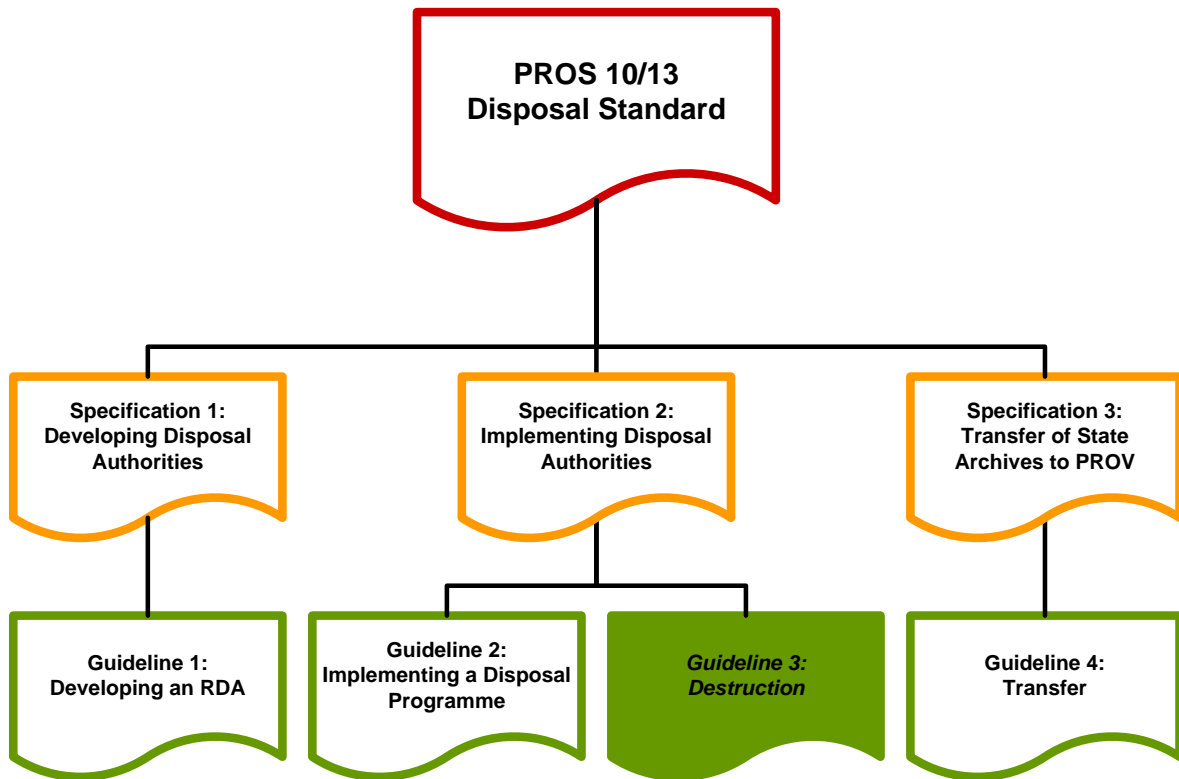 PROS 10/13
Disposal Standard
Specification 1:
Developing Disposal
Authorities
Specification 2:
Implementing Disposal
Authorities
Specification 3:
Transfer of State
Archives to PROV
Guideline 1:
Developing an RDA
Guideline 2:
Implementing a Disposal
Programme
Guideline 3:
Destruction
Guideline 4:
Transfer